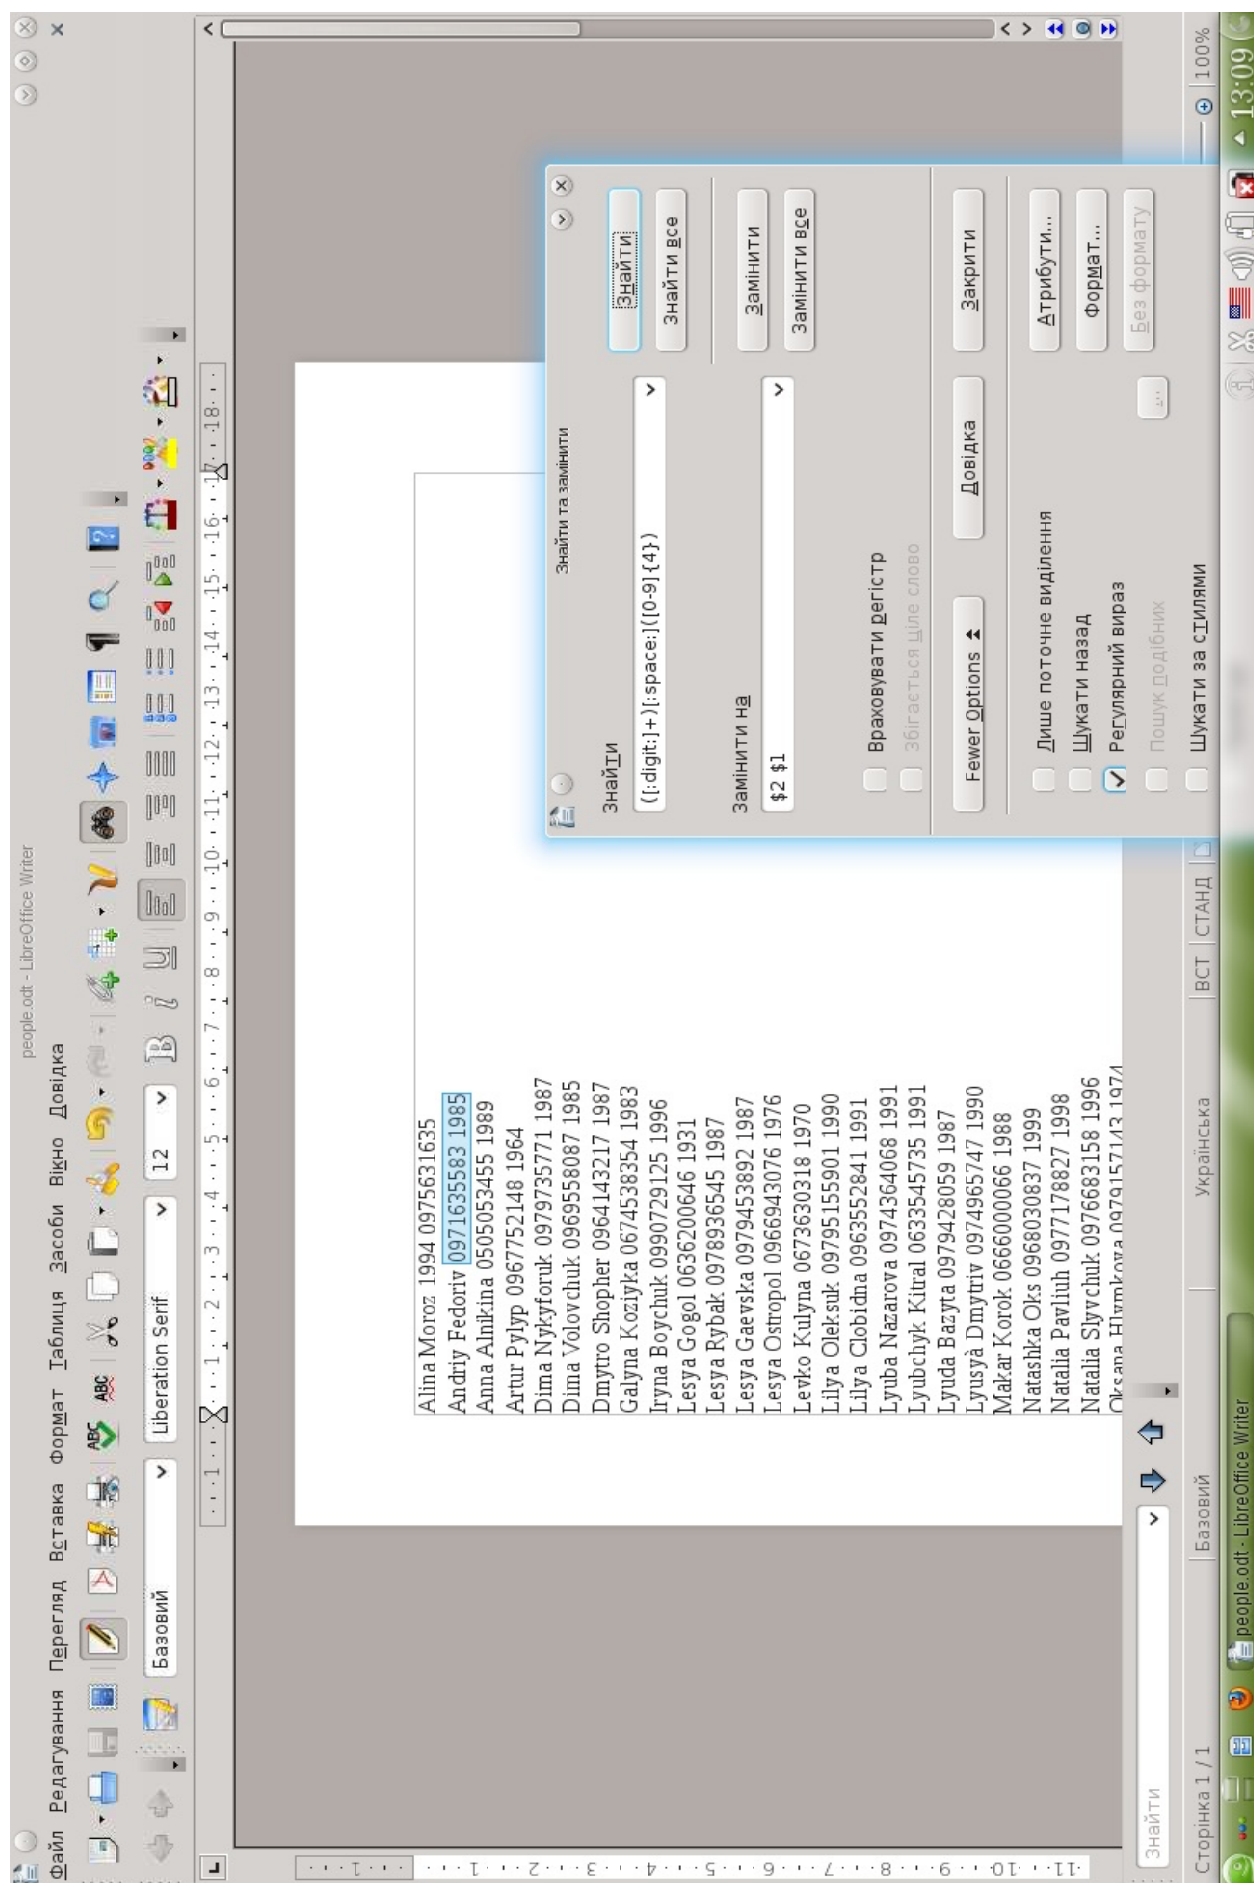 people.odt - LibreOffice Writer
Файл Редагування Перегляд Вставка Формат Таблиця Засоби Вікно Довідка
Базовий Liberation Serif 12
Alina Moroz 1994 0975631635
Andriy Fedoriv 0971635583 1985
Anna Alnikina 0505053455 1989
Artur Pylyp 0967752148 1964
Dima Nykyforuk 0979735771 1987
Dima Volovchuk 0969558087 1985
Dmytro Shopher 0964143217 1987
Galyna Koziyka 0674538354 1983
Iryna Boychuk 0990729125 1996
Lesya Gogol 0636200646 1931
Lesya Rybak 0978936545 1987
Lesya Gaevska 0979453892 1987
Lesya Ostropol 0966943076 1976
Levko Kulyna 0673630318 1970
Lilya Oleksuk 0979515590​1 1990
Lilya Clobidna 0963552841 1991
Lyuba Nazarova 0974364068 1991
Lyubchyk Kitral 0633545735 1991
Lyuda Bazyta 0979428059 1987
Lyusyà Dmytriv 0974965747 1990
Makar Korok 0660000066 1988
Natashka Oks 0968030837 1999
Natalia Pavliuh 0977178827 1998
Natalia Slyvchuk 0976683158 1996
Oksana Hlymkova 0979157143 1974
Знайти та замінити
Знайти
([:digit:]+)[:space:]([0-9]{4})
Знайти
Знайти все
Замінити на
$2 $1
Замінити
Замінити все
Враховувати регістр
Збігається ціле слово
Fewer Options Довідка Закрити
Лише поточне виділення
Шукати назад
Регулярний вираз
Пошук подібних ...
Шукати за стилями
Атрибути...
Формат...
Без формату
Знайти
Сторінка 1 / 1 Базовий Українська ВСТ СТАНД 100%
people.odt - LibreOffice Writer 13:09